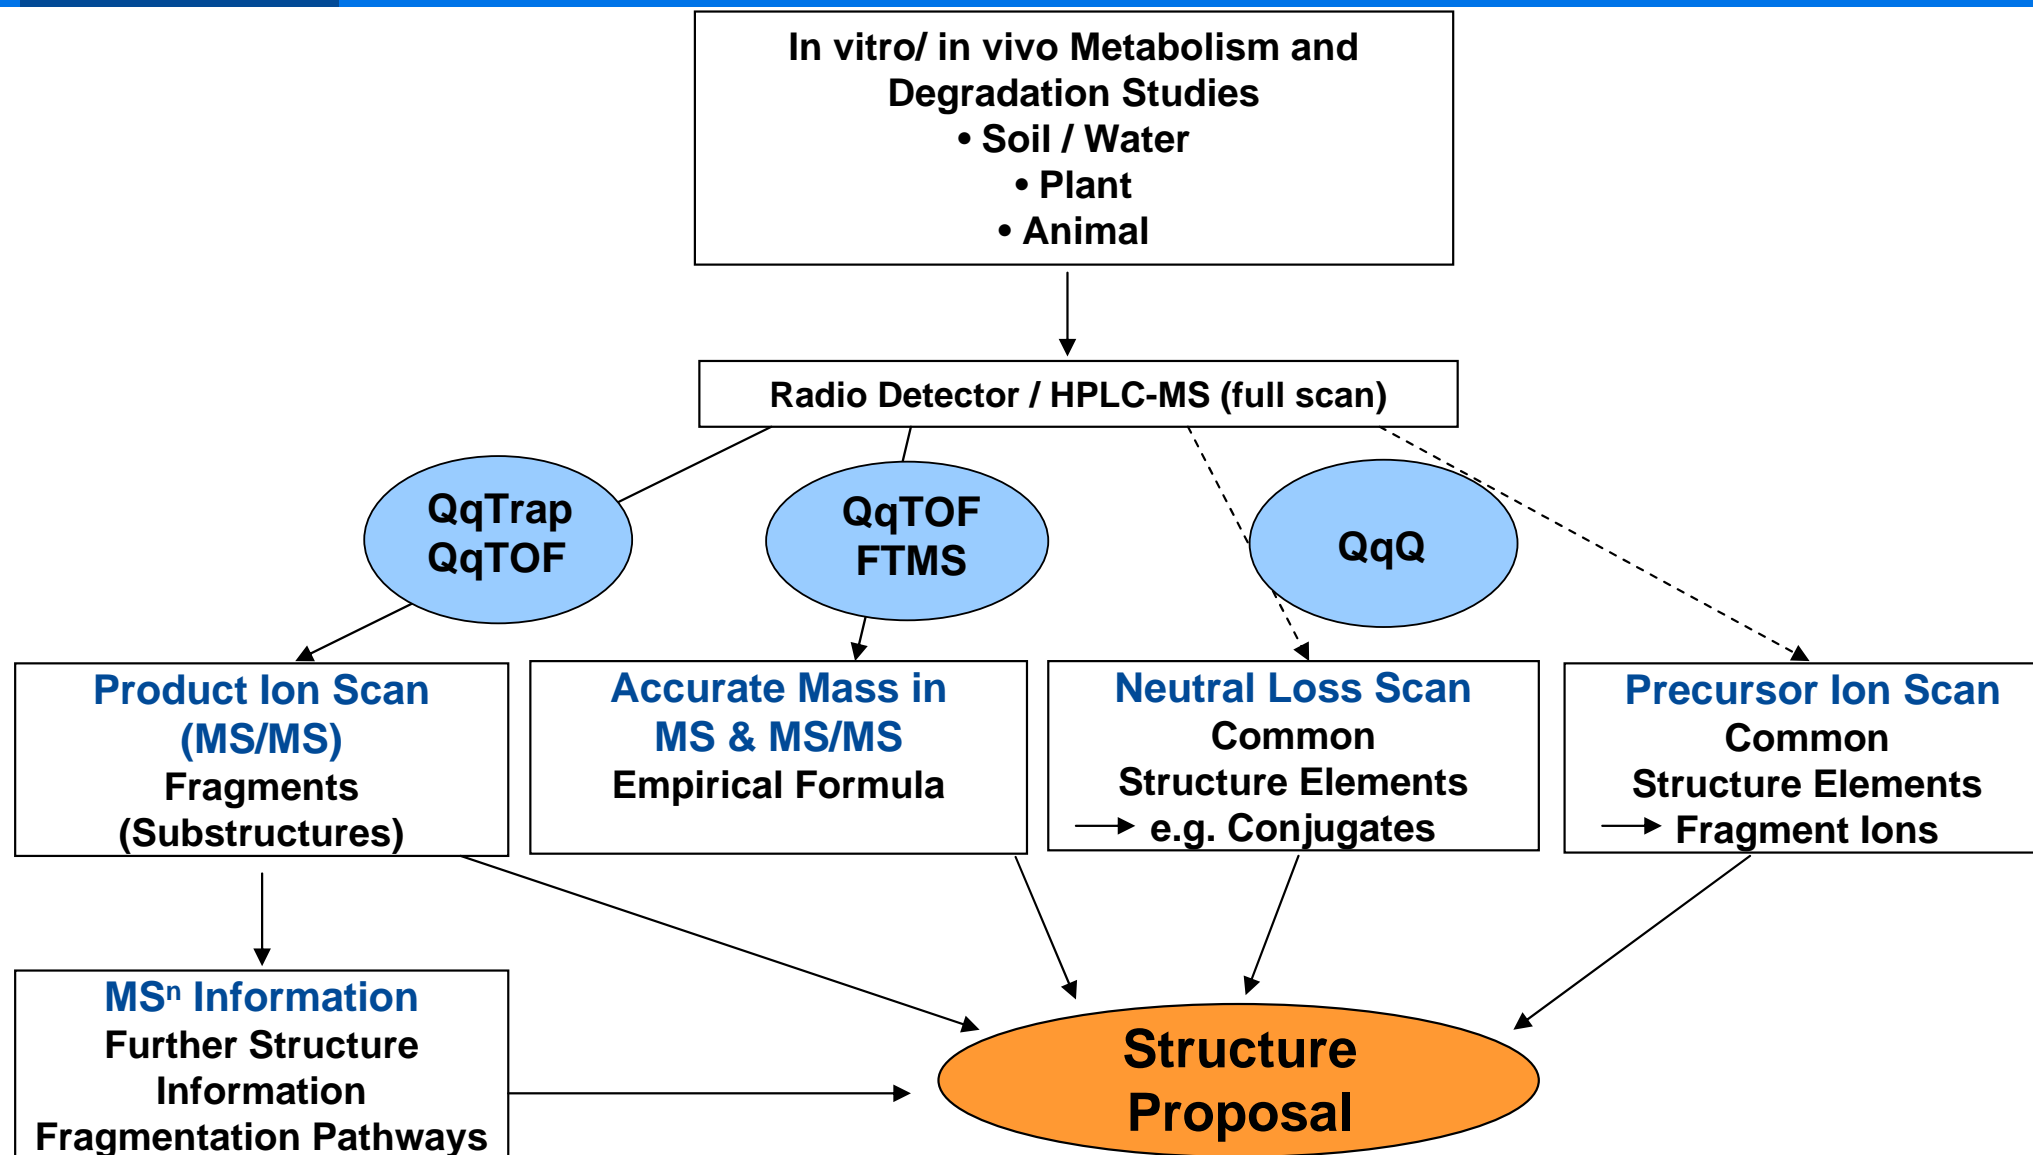 In vitro/ in vivo Metabolism and
Degradation Studies
• Soil / Water
• Plant
• Animal
Radio Detector / HPLC-MS (full scan)
QqTrap
QqTOF
QqTOF
FTMS
QqQ
Product Ion Scan
(MS/MS)
Fragments
(Substructures)
Accurate Mass in
MS & MS/MS
Empirical Formula
Neutral Loss Scan
Common
Structure Elements
e.g. Conjugates
Precursor Ion Scan
Common
Structure Elements
Fragment Ions
MSⁿ Information
Further Structure
Information
Fragmentation Pathways
Structure
Proposal